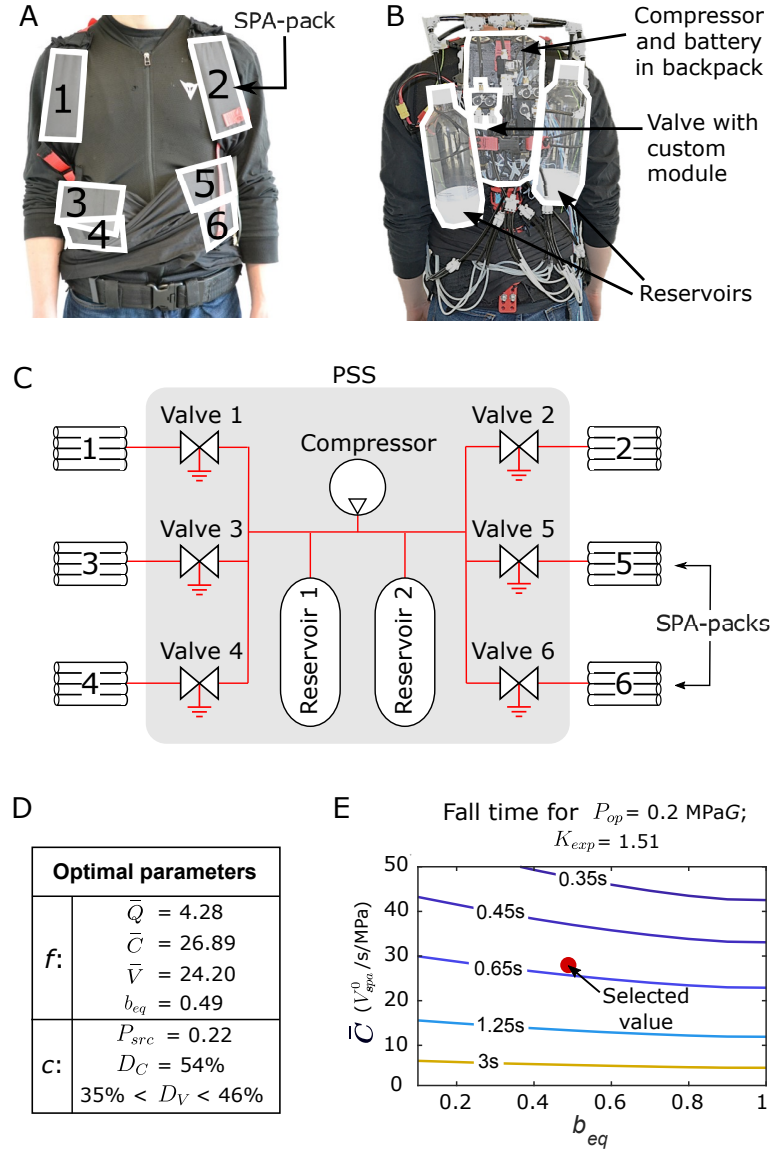 A
SPA-pack
1
2
3
4
5
6
B
Compressor
and battery
in backpack
Valve with
custom
module
Reservoirs
C
PSS
Valve 1
Valve 2
Compressor
1
2
Valve 3
Valve 5
3
5
Reservoir 1
Reservoir 2
SPA-packs
Valve 4
Valve 6
4
6
D
Optimal parameters
f:
Q̄ = 4.28
C̄ = 26.89
V̄ = 24.20
b_eq = 0.49
c:
P_src = 0.22
D_C = 54%
35% < D_V < 46%
E
Fall time for P_op = 0.2 MPaG;
K_exp = 1.51
C̄ (V⁰_spa/s/MPa)
50
40
30
20
10
0
0.35s
0.45s
0.65s
1.25s
3s
Selected
value
0.2 0.4 0.6 0.8 1
b_eq